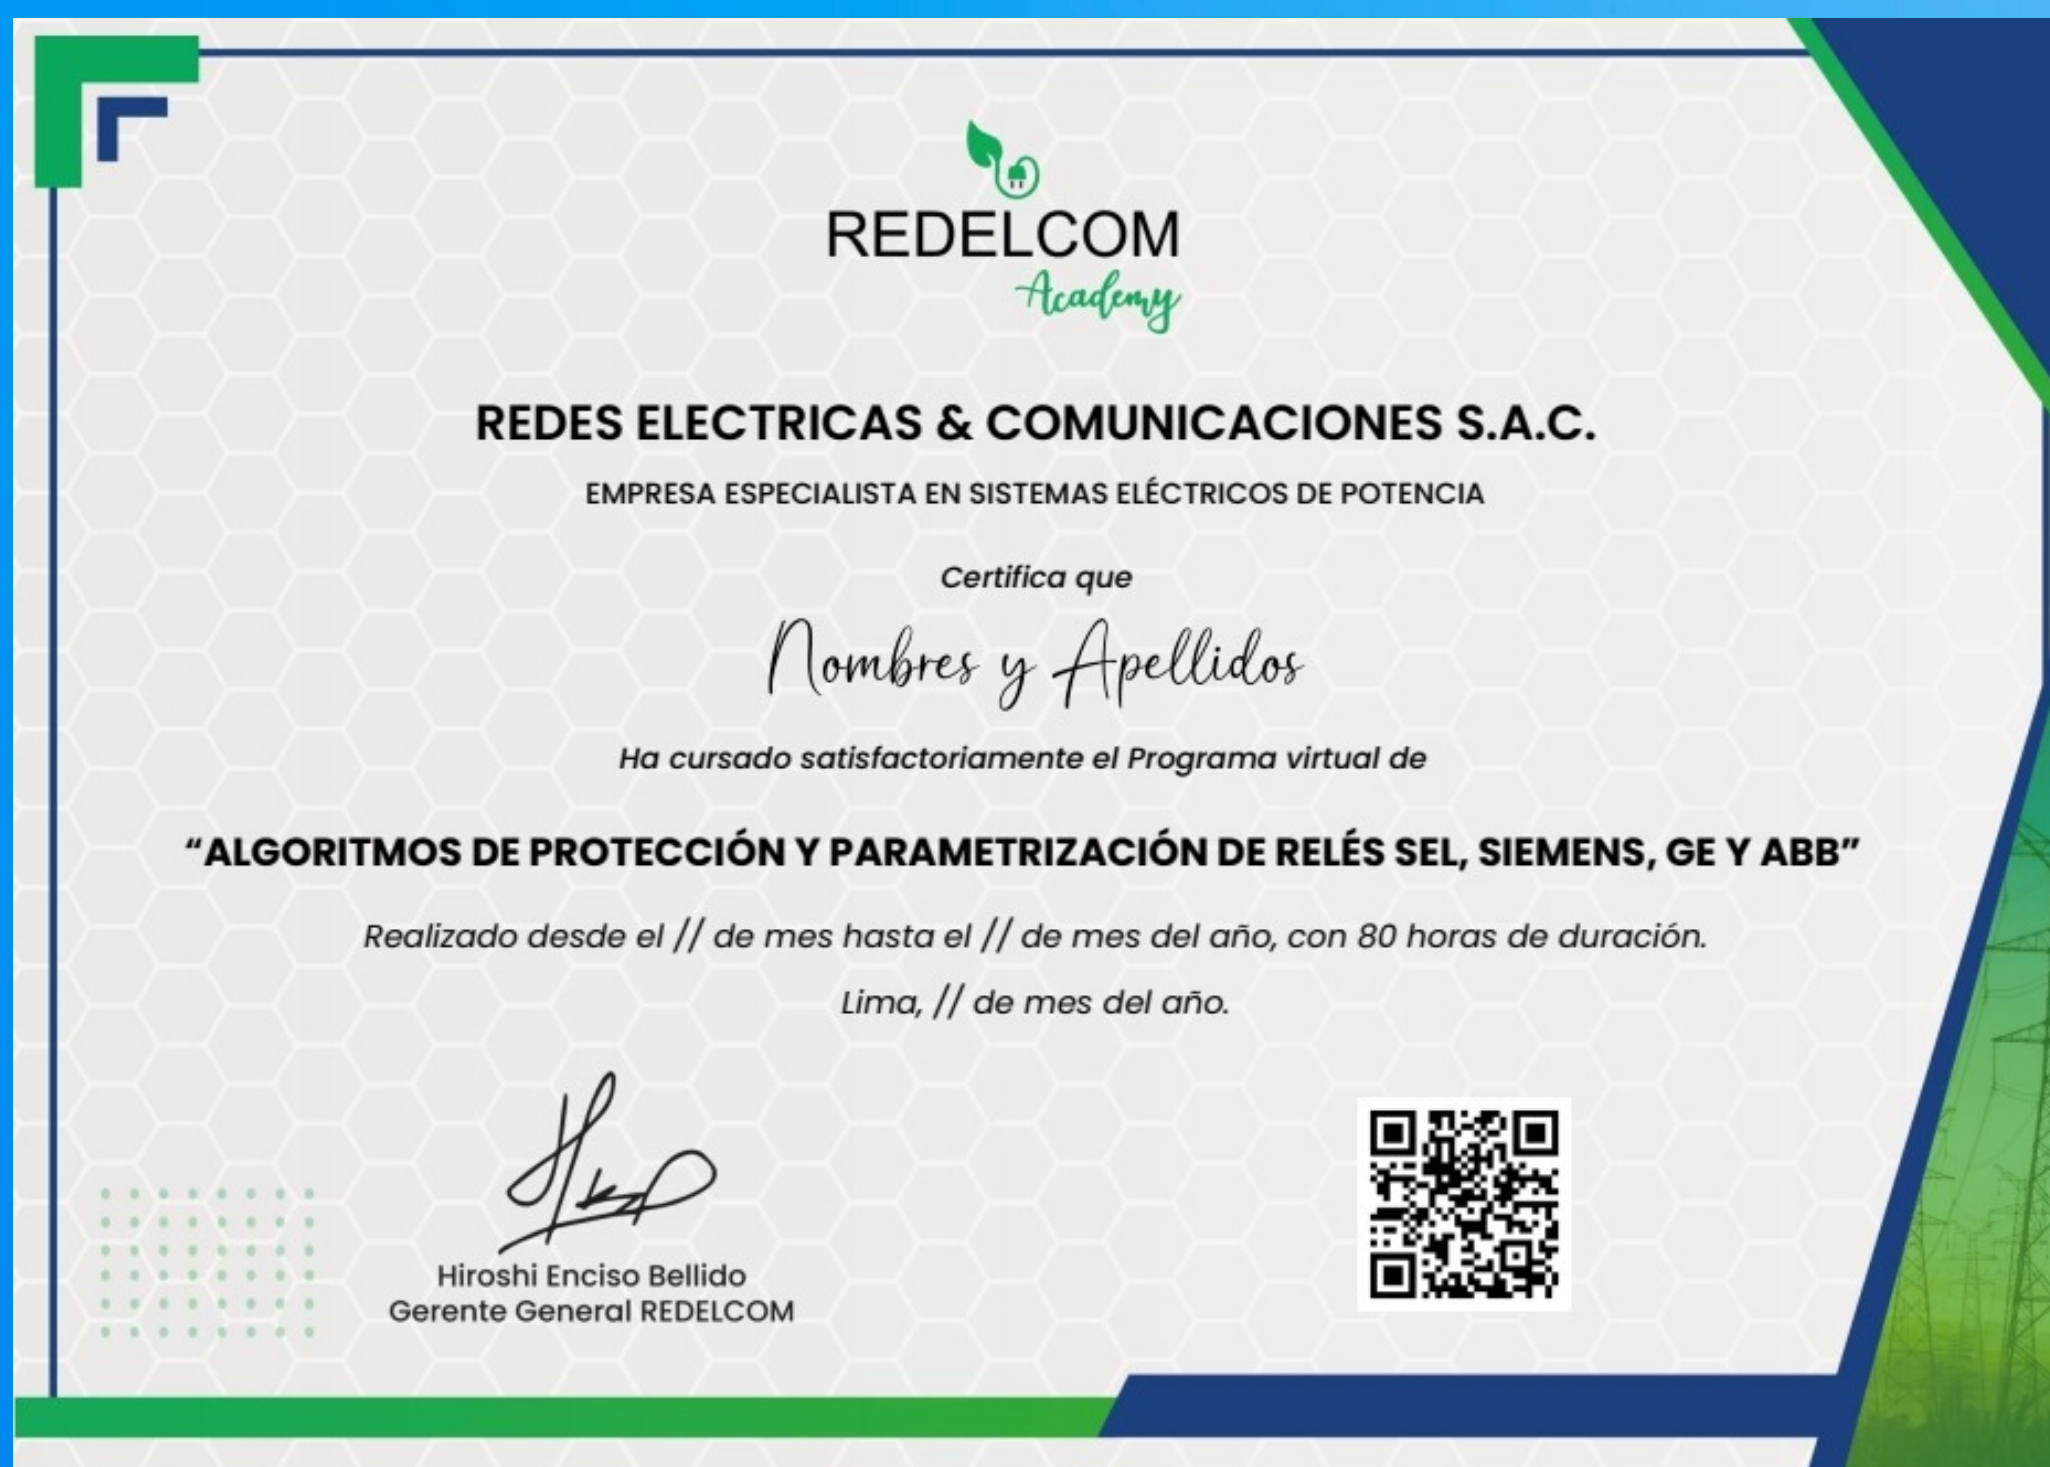 REDELCOM
Academy
REDES ELECTRICAS & COMUNICACIONES S.A.C.
EMPRESA ESPECIALISTA EN SISTEMAS ELÉCTRICOS DE POTENCIA
Certifica que
Nombres y Apellidos
Ha cursado satisfactoriamente el Programa virtual de
“ALGORITMOS DE PROTECCIÓN Y PARAMETRIZACIÓN DE RELÉS SEL, SIEMENS, GE Y ABB”
Realizado desde el // de mes hasta el // de mes del año, con 80 horas de duración.
Lima, // de mes del año.
Hiroshi Enciso Bellido
Gerente General REDELCOM